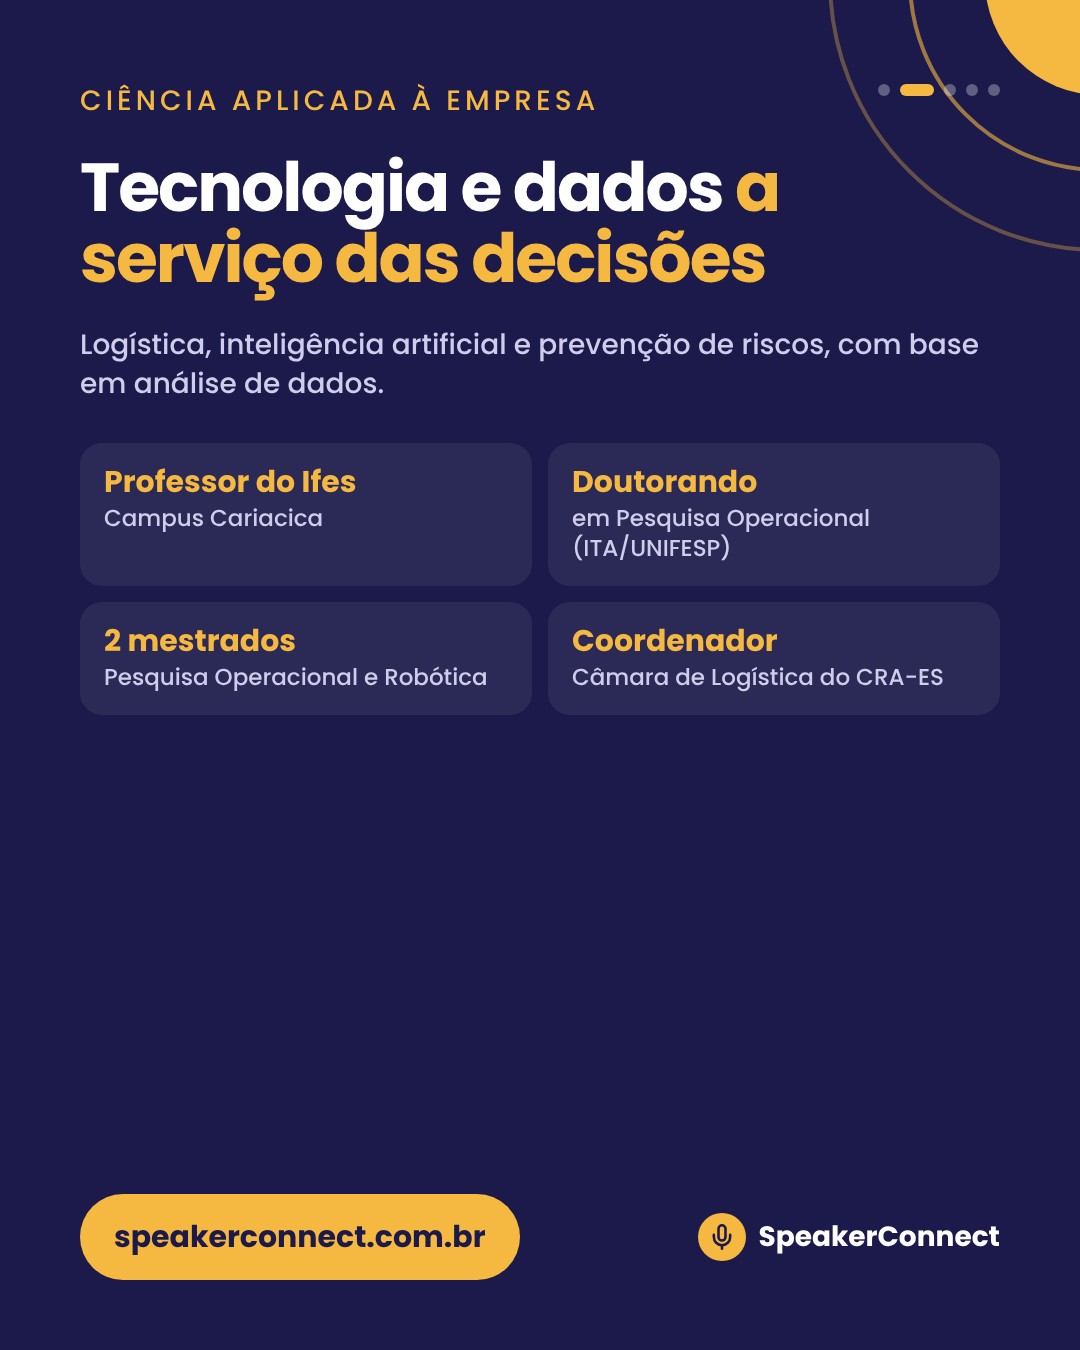 CIÊNCIA APLICADA À EMPRESA
Tecnologia e dados a
serviço das decisões
Logística, inteligência artificial e prevenção de riscos, com base
em análise de dados.
Professor do Ifes
Campus Cariacica
Doutorando
em Pesquisa Operacional
(ITA/UNIFESP)
2 mestrados
Pesquisa Operacional e Robótica
Coordenador
Câmara de Logística do CRA-ES
speakerconnect.com.br
SpeakerConnect